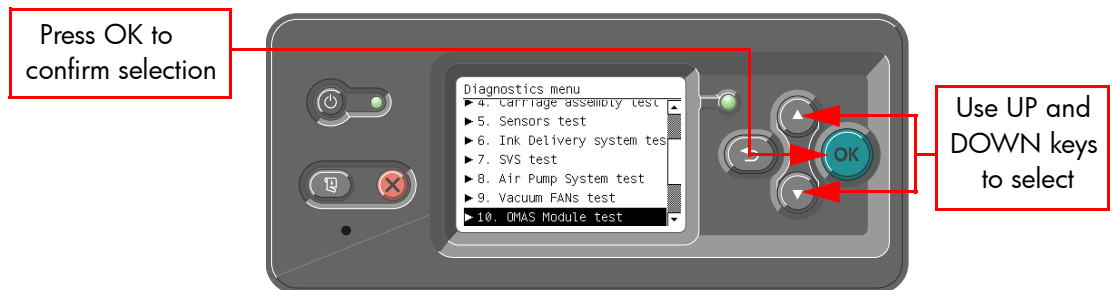 Press OK to
confirm selection
Diagnostics menu
4. Carriage assembly test
5. Sensors test
6. Ink Delivery system tes
7. SVS test
8. Air Pump System test
9. Vacuum FANs test
10. OMAS Module test
OK
Use UP and
DOWN keys
to select